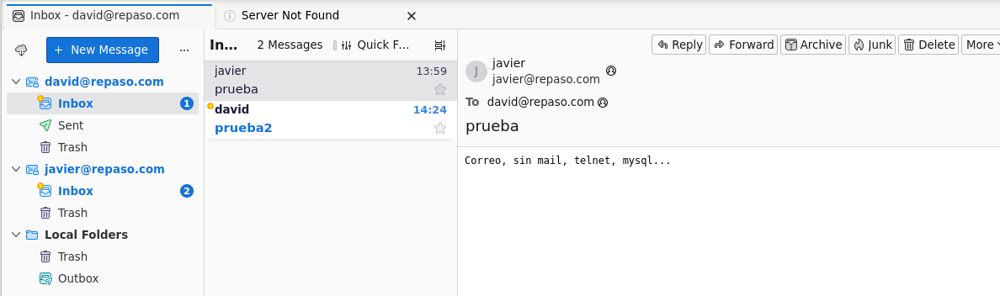 Inbox - david@repaso.com
Server Not Found
New Message
david@repaso.com
Inbox 1
Sent
Trash
javier@repaso.com
Inbox 2
Trash
Local Folders
Trash
Outbox
In... 2 Messages Quick F...
javier 13:59
prueba
david 14:24
prueba2
Reply Forward Archive Junk Delete More
J
javier
javier@repaso.com
To david@repaso.com
prueba
Correo, sin mail, telnet, mysql...